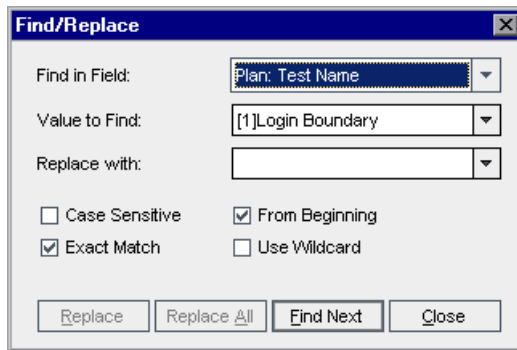 Find/Replace
Find in Field: Plan: Test Name
Value to Find: [1]Login Boundary
Replace with:
Case Sensitive From Beginning
Exact Match Use Wildcard
Replace Replace All Find Next Close